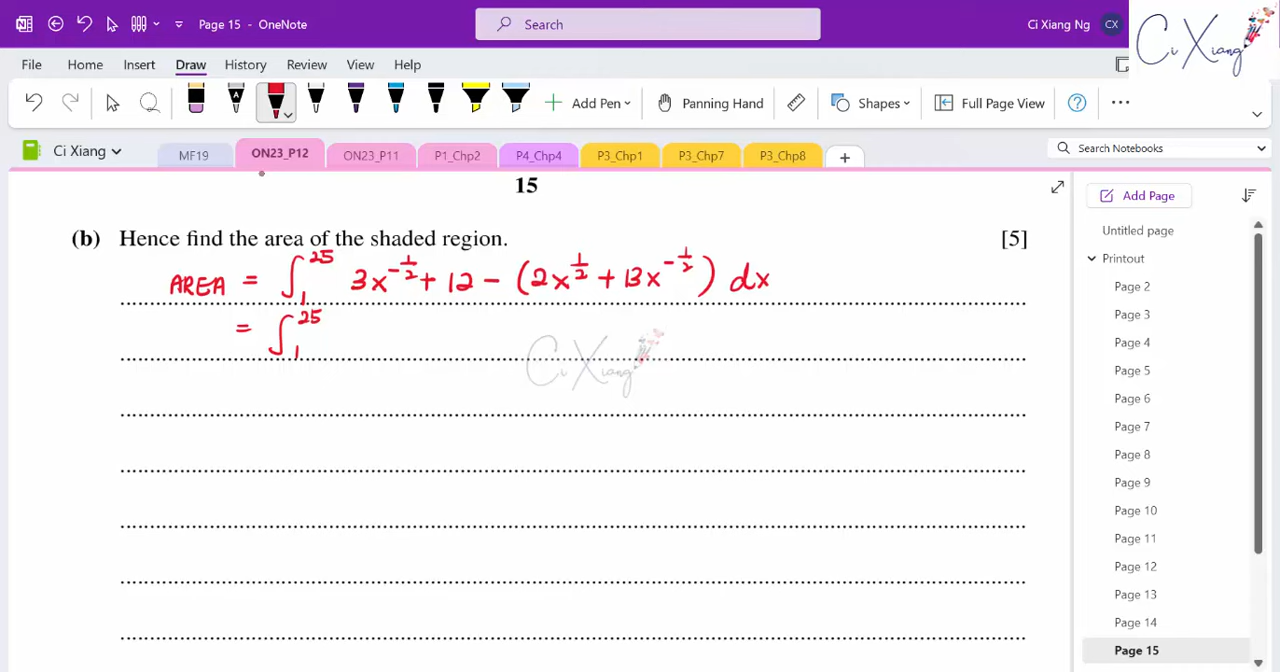 Page 15 - OneNote
Search
Ci Xiang Ng
CX
Ci Xiang
File Home Insert Draw History Review View Help
A
Add Pen
Panning Hand
Shapes
Full Page View
Ci Xiang
MF19
ON23_P12
ON23_P11
P1_Chp2
P4_Chp4
P3_Chp1
P3_Chp7
P3_Chp8
Search Notebooks
15
(b) Hence find the area of the shaded region. [5]
AREA = ∫₁²⁵ 3x^(-1/2) + 12 - (2x^(1/2) + 13x^(-1/2)) dx
= ∫₁²⁵
Ci Xiang
Add Page
Untitled page
Printout
Page 2
Page 3
Page 4
Page 5
Page 6
Page 7
Page 8
Page 9
Page 10
Page 11
Page 12
Page 13
Page 14
Page 15